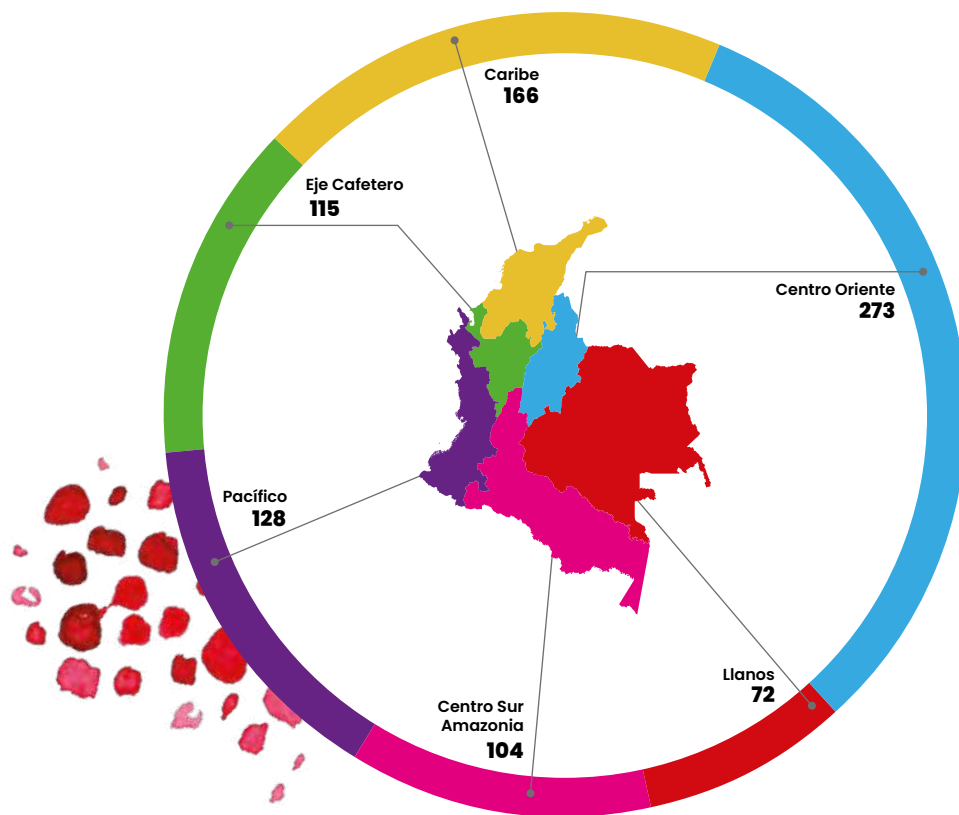 Caribe
166
Eje Cafetero
115
Centro Oriente
273
Pacífico
128
Llanos
72
Centro Sur
Amazonia
104